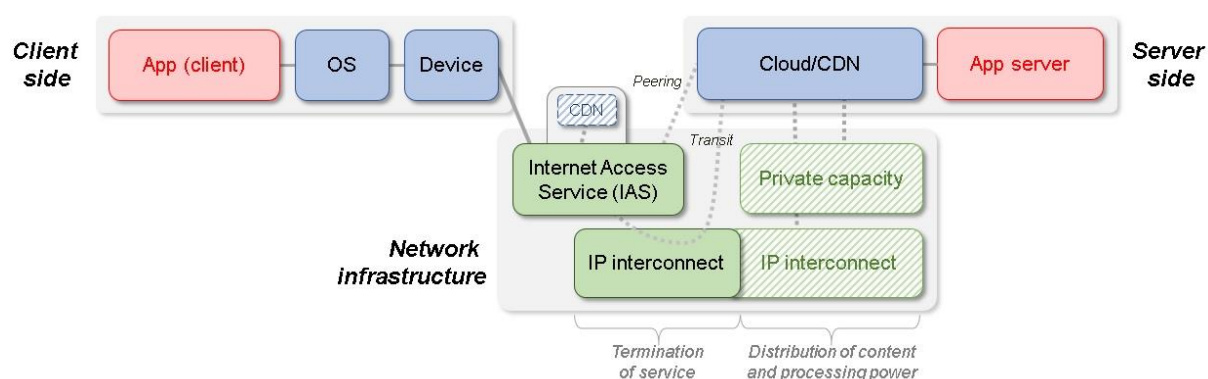 Client
side
App (client)
OS
Device
Cloud/CDN
App server
Server
side
Peering
CDN
Transit
Internet Access
Service (IAS)
Private capacity
Network
infrastructure
IP interconnect
IP interconnect
Termination
of service
Distribution of content
and processing power